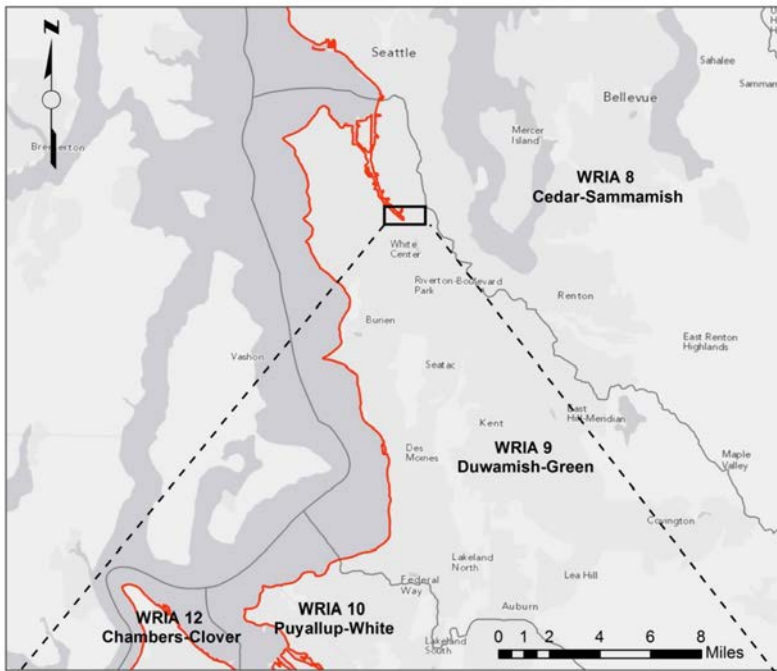 Seattle
Sahalee
Bellevue
Mercer
Island
WRIA 8
Cedar-Sammamish
White
Center
Riverton-Boulevard
Park
Renton
Burien
East Renton
Highlands
Vashon
Seatac
Kent
East
Hill-Meridian
WRIA 9
Duwamish-Green
Des
Moines
Maple
Valley
Covington
Lakeland
North
Lea Hill
Federal
Way
WRIA 12
Chambers-Clover
WRIA 10
Puyallup-White
Auburn
Lakeland
South
0 1 2 4 6 8
Miles